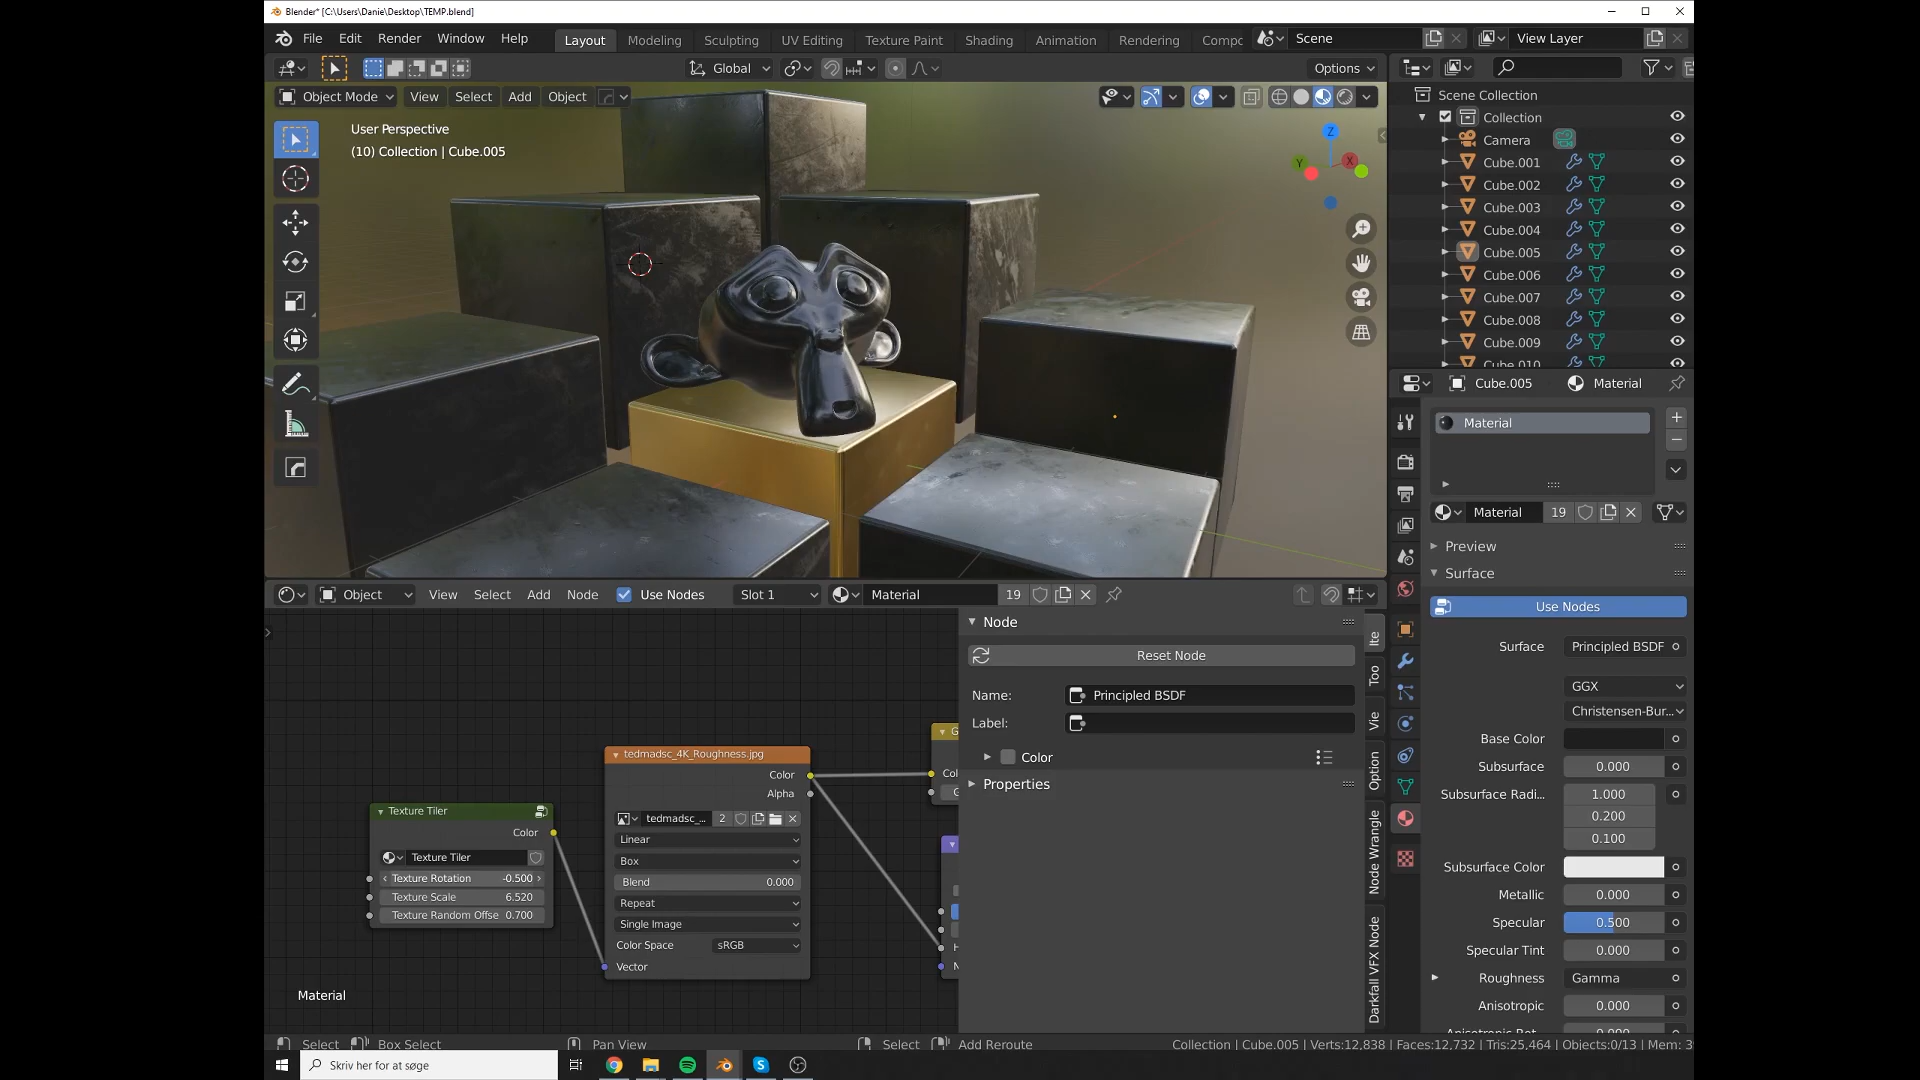 Blender* [C:\Users\Danie\Desktop\TEMP.blend]
File Edit Render Window Help Layout Modeling Sculpting UV Editing Texture Paint Shading Animation Rendering Compc Scene View Layer
Global Options
Object Mode View Select Add Object
User Perspective
(10) Collection | Cube.005
Z
Y
X
Scene Collection
Collection
Camera
Cube.001
Cube.002
Cube.003
Cube.004
Cube.005
Cube.006
Cube.007
Cube.008
Cube.009
Cube.010
Cube.005 Material
Material
Material 19
Preview
Surface
Use Nodes
Surface Principled BSDF
GGX
Christensen-Bur...
Base Color
Subsurface 0.000
Subsurface Radi... 1.000
0.200
0.100
Subsurface Color
Metallic 0.000
Specular 0.500
Specular Tint 0.000
Roughness Gamma
Anisotropic 0.000
Object View Select Add Node Use Nodes Slot 1 Material 19
Node
Reset Node
Name: Principled BSDF
Label:
Color
Properties
Ite
Too
Vie
Option
Node Wrangle
Darkfall VFX Node
Texture Tiler
Color
Texture Tiler
Texture Rotation -0.500
Texture Scale 6.520
Texture Random Offse 0.700
tedmadsc_4K_Roughness.jpg
Color
Alpha
tedmadsc_... 2
Linear
Box
Blend 0.000
Repeat
Single Image
Color Space sRGB
Vector
G
Col
Material
Select Box Select Pan View Select Add Reroute Collection | Cube.005 | Verts:12,838 | Faces:12,732 | Tris:25,464 | Objects:0/13 | Mem: 3
Skriv her for at søge